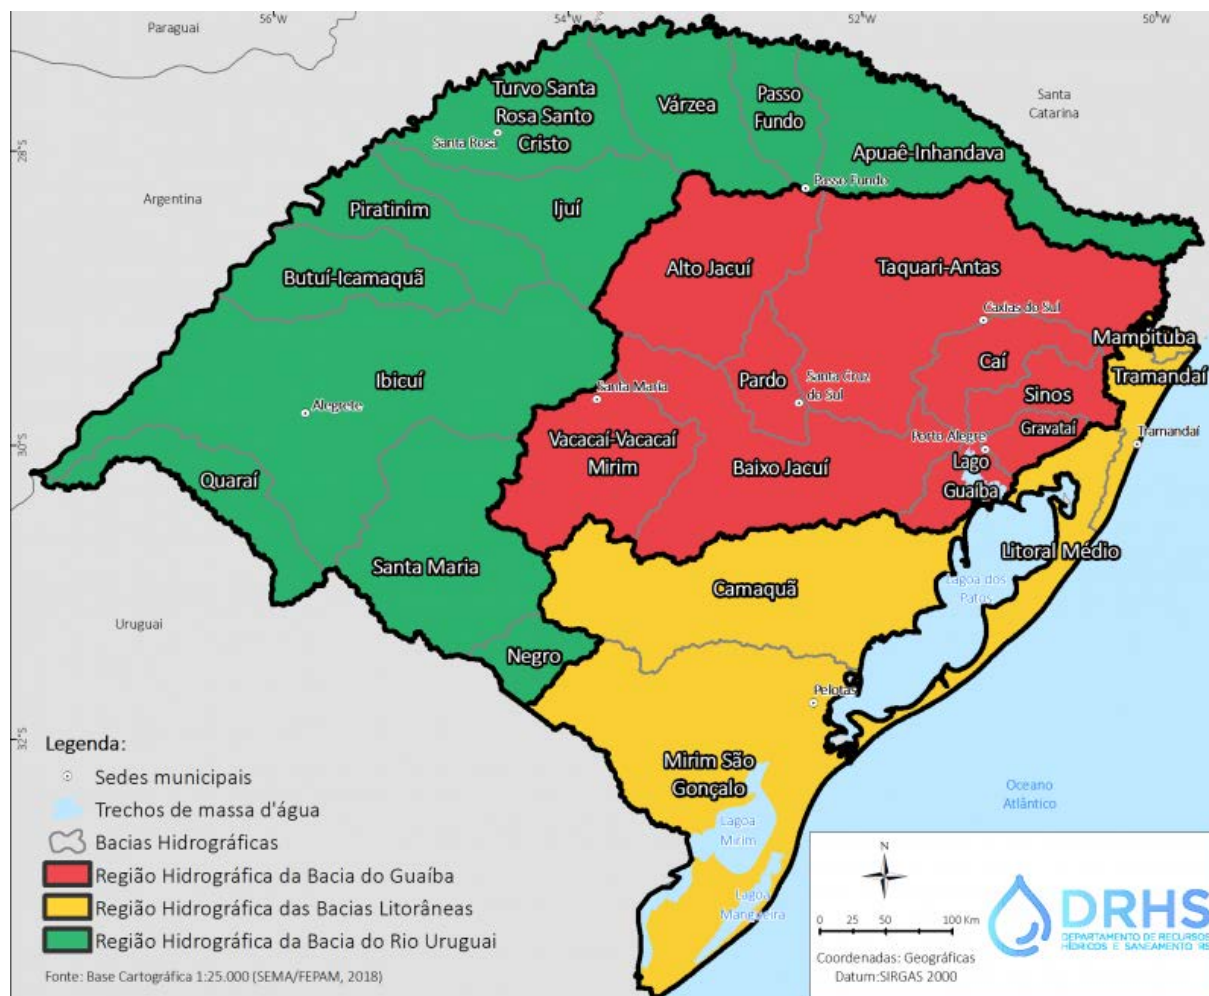 56°W
54°W
52°W
50°W
Paraguai
Santa
Catarina
Turvo Santa
Rosa Santo
Cristo
Santa Rosa
Várzea
Passo
Fundo
28°S
Apuaê-Inhandava
Passo Fundo
Argentina
Piratinim
Ijuí
Butuí-Icamaquã
Alto Jacuí
Taquari-Antas
Caxias do Sul
Mampituba
Caí
Tramandaí
Ibicuí
Pardo
Santa Maria
Santa Cruz
do Sul
Sinos
Alegrete
Gravataí
30°S
Vacacaí-Vacacaí
Mirim
Porto Alegre
Tramandaí
Baixo Jacuí
Lago
Guaíba
Quaraí
Litoral Médio
Santa Maria
Camaquã
Lagoa dos
Patos
Uruguai
Negro
Pelotas
32°S
Mirim São
Gonçalo
Oceano
Atlântico
Lagoa
Mirim
Lagoa
Mangueira
Legenda:
Sedes municipais
Trechos de massa d'água
Bacias Hidrográficas
Região Hidrográfica da Bacia do Guaíba
Região Hidrográfica das Bacias Litorâneas
Região Hidrográfica da Bacia do Rio Uruguai
Fonte: Base Cartográfica 1:25.000 (SEMA/FEPAM, 2018)
N
0 25 50 100 Km
Coordenadas: Geográficas
Datum:SIRGAS 2000
DRHS
DEPARTAMENTO DE RECURSOS
HÍDRICOS E SANEAMENTO RS